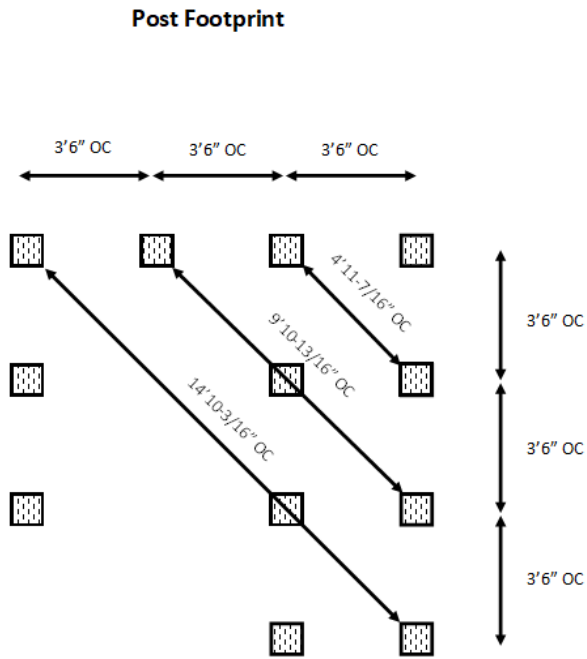 Post Footprint
3’6” OC
3’6” OC
3’6” OC
4’11-7/16” OC
9’10-13/16” OC
14’10-3/16” OC
3’6” OC
3’6” OC
3’6” OC